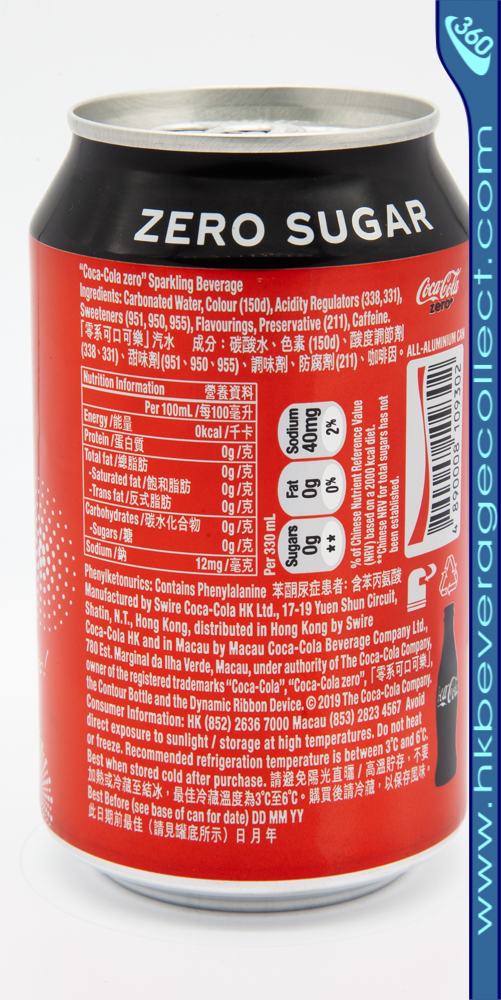 360
www.hkbeveragecollect.com
ZERO SUGAR
"Coca-Cola zero" Sparkling Beverage
Ingredients: Carbonated Water, Colour (150d), Acidity Regulators (338,331),
Sweeteners (951, 950, 955), Flavourings, Preservative (211), Caffeine.
「零系可口可樂」汽水 成分：碳酸水、色素 (150d)、酸度調節劑
(338、331)、甜味劑(951、950、955)、調味劑、防腐劑(211)、咖啡因。
Coca-Cola
zero
ALL-ALUMINUM CAN
4 890008 109302
Nutrition Information 營養資料
Per 100mL /每100毫升
Energy/能量 0kcal/千卡
Protein/蛋白質 0g/克
Total fat/總脂肪 0g/克
-Saturated fat/飽和脂肪 0g/克
-Trans fat/反式脂肪 0g/克
Carbohydrates/碳水化合物 0g/克
-Sugars/糖 0g/克
Sodium/鈉 12mg/毫克
Per 330 mL
Sugars 0g **
Fat 0g 0%
Sodium 40mg 2%
% of Chinese Nutrient Reference Value
(NRV) based on a 2000 kcal diet.
**Chinese NRV for total sugars has not
been established.
Phenylketonurics: Contains Phenylalanine 苯酮尿症患者: 含苯丙氨酸
Manufactured by Swire Coca-Cola HK Ltd., 17-19 Yuen Shun Circuit,
Shatin, N.T., Hong Kong, distributed in Hong Kong by Swire
Coca-Cola HK and in Macau by Macau Coca-Cola Beverage Company Ltd.,
780 Est. Marginal da Ilha Verde, Macau, under authority of The Coca-Cola Company,
owner of the registered trademarks "Coca-Cola", "Coca-Cola zero",「零系可口可樂」,
the Contour Bottle and the Dynamic Ribbon Device. © 2019 The Coca-Cola Company.
Consumer Information: HK (852) 2636 7000 Macau (853) 2823 4567 Avoid
direct exposure to sunlight / storage at high temperatures. Do not heat
or freeze. Recommended refrigeration temperature is between 3℃ and 6℃.
Best when stored cold after purchase. 請避免陽光直曬 / 高溫貯存，不要
加熱或冷藏至結冰，最佳冷藏溫度為3℃至6℃。購買後請冷藏，以保存風味。
Best Before (see base of can for date) DD MM YY
此日期前最佳（請見罐底所示）日 月 年